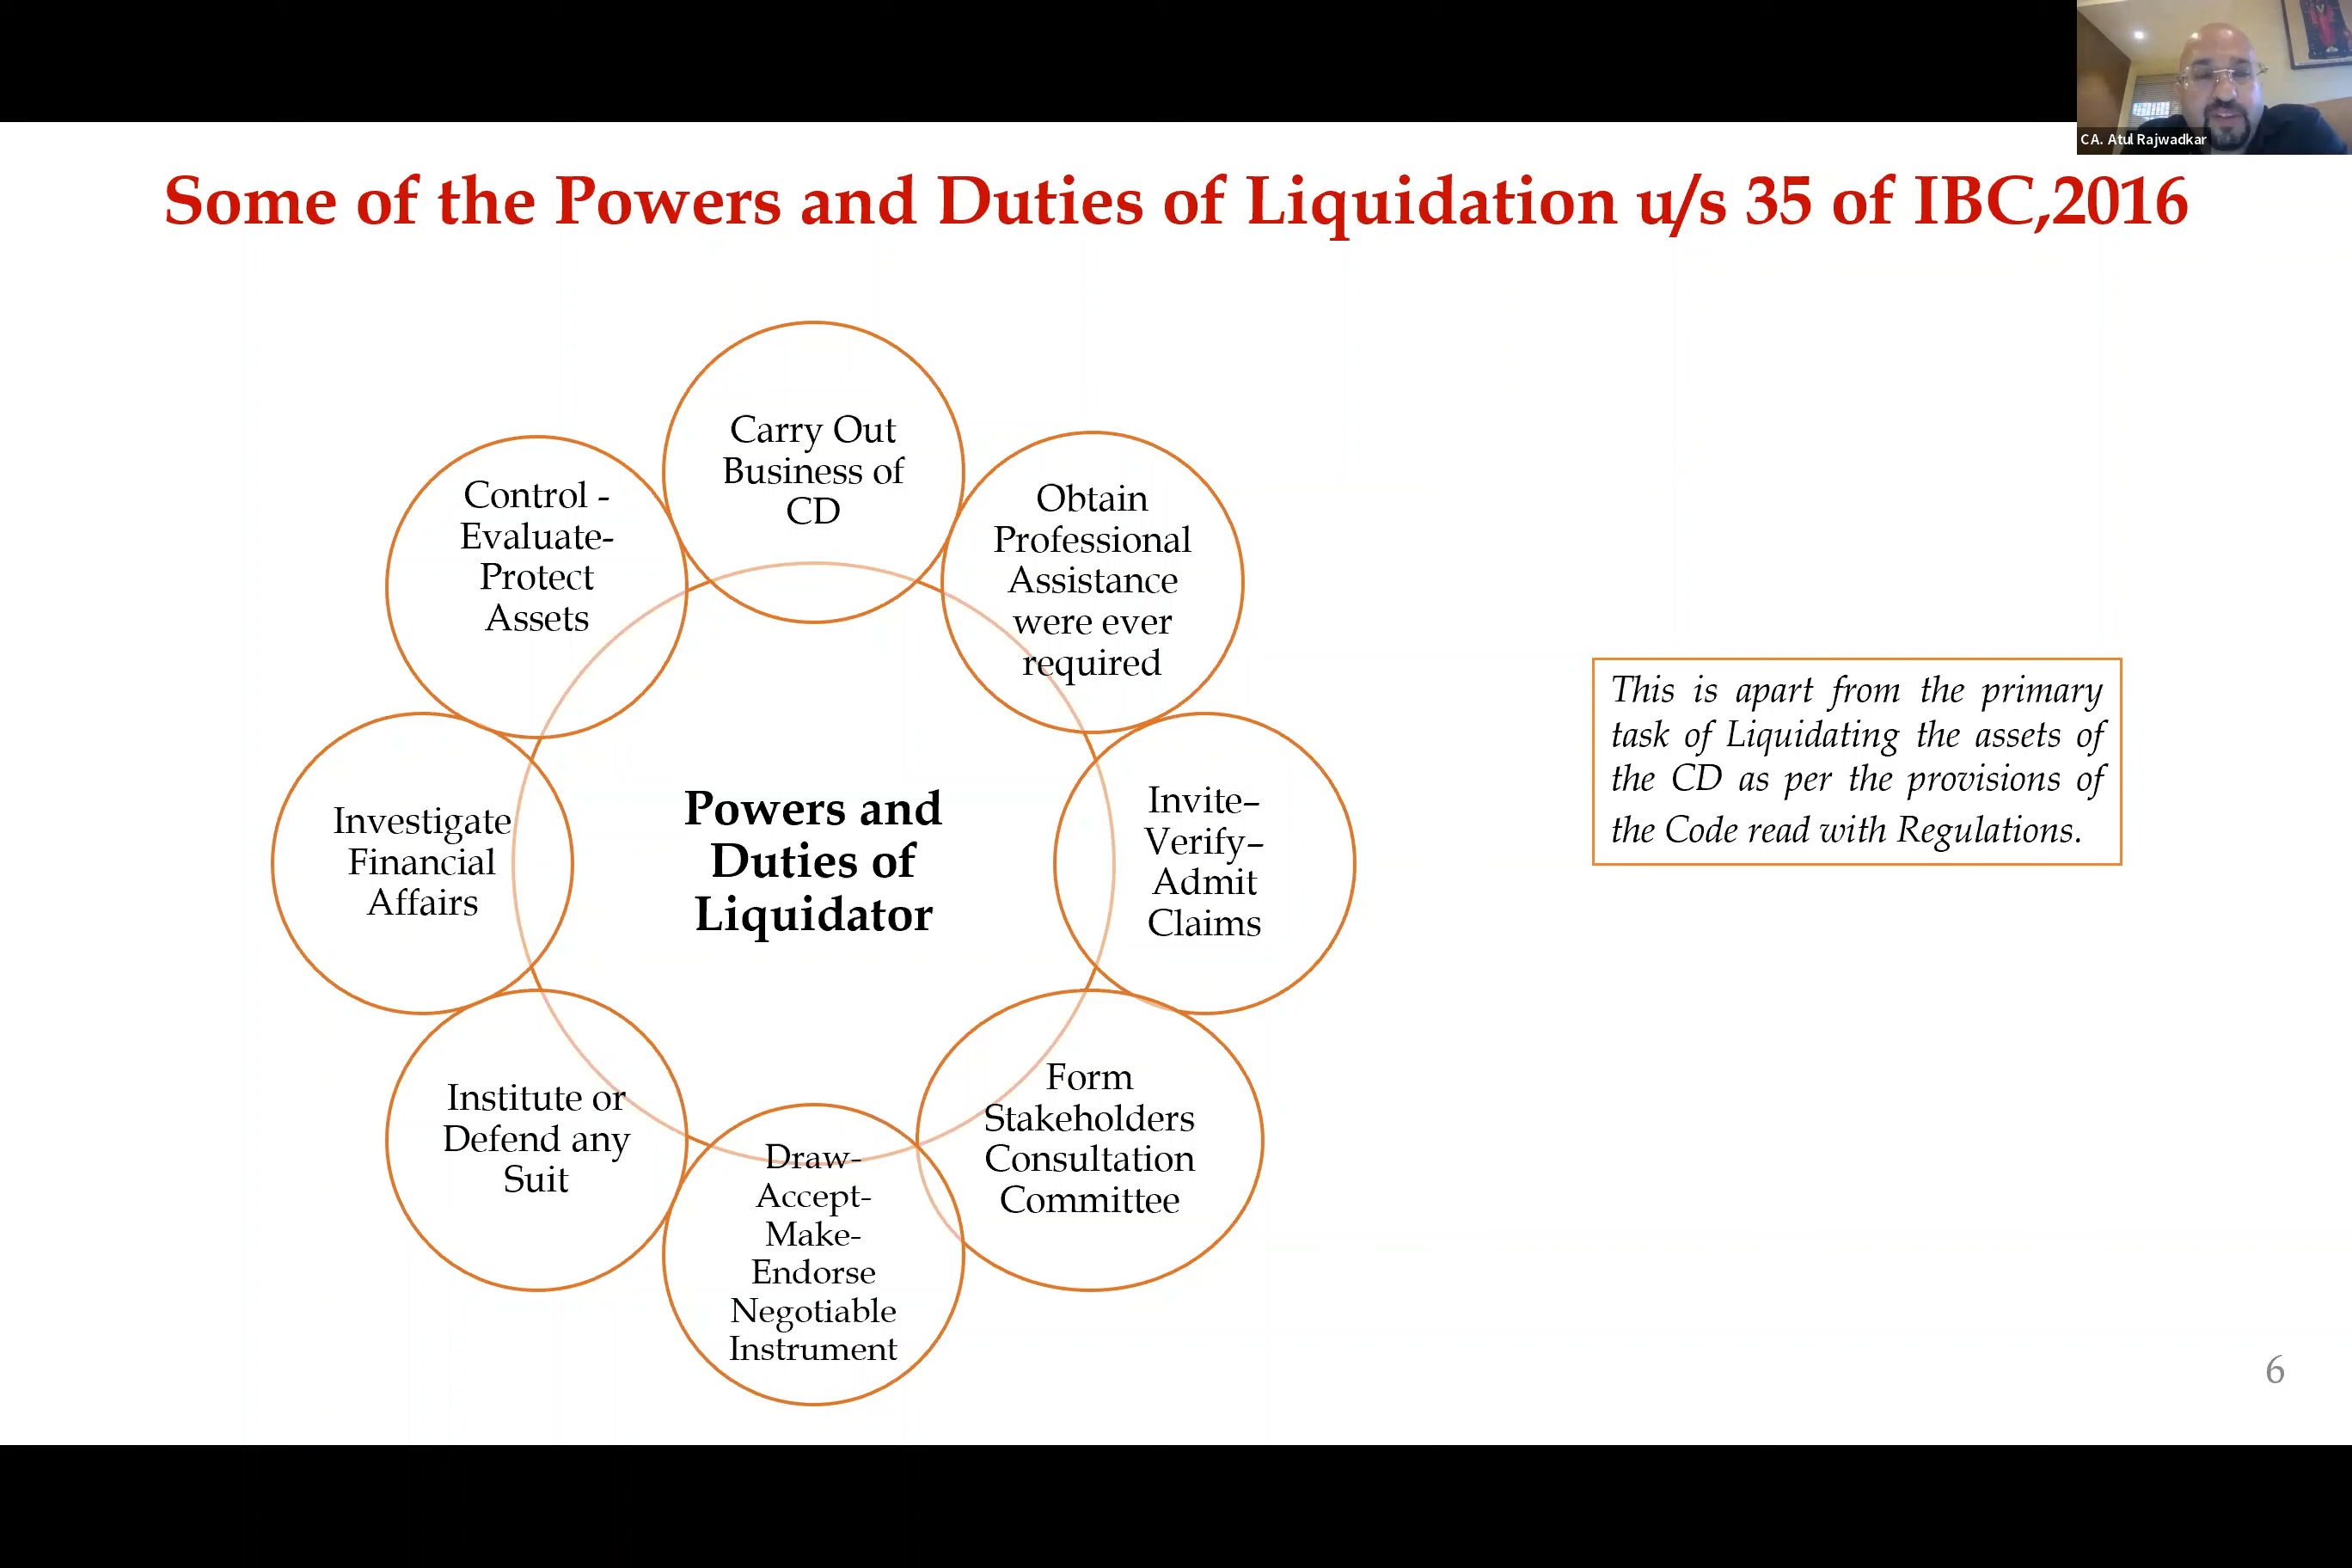 CA. Atul Rajwadkar
Some of the Powers and Duties of Liquidation u/s 35 of IBC,2016
Carry Out
Business of
CD
Obtain
Professional
Assistance
were ever
required
Invite–
Verify–
Admit
Claims
Form
Stakeholders
Consultation
Committee
Draw-
Accept-
Make-
Endorse
Negotiable
Instrument
Institute or
Defend any
Suit
Investigate
Financial
Affairs
Control -
Evaluate-
Protect
Assets
Powers and
Duties of
Liquidator
This is apart from the primary
task of Liquidating the assets of
the CD as per the provisions of
the Code read with Regulations.
6